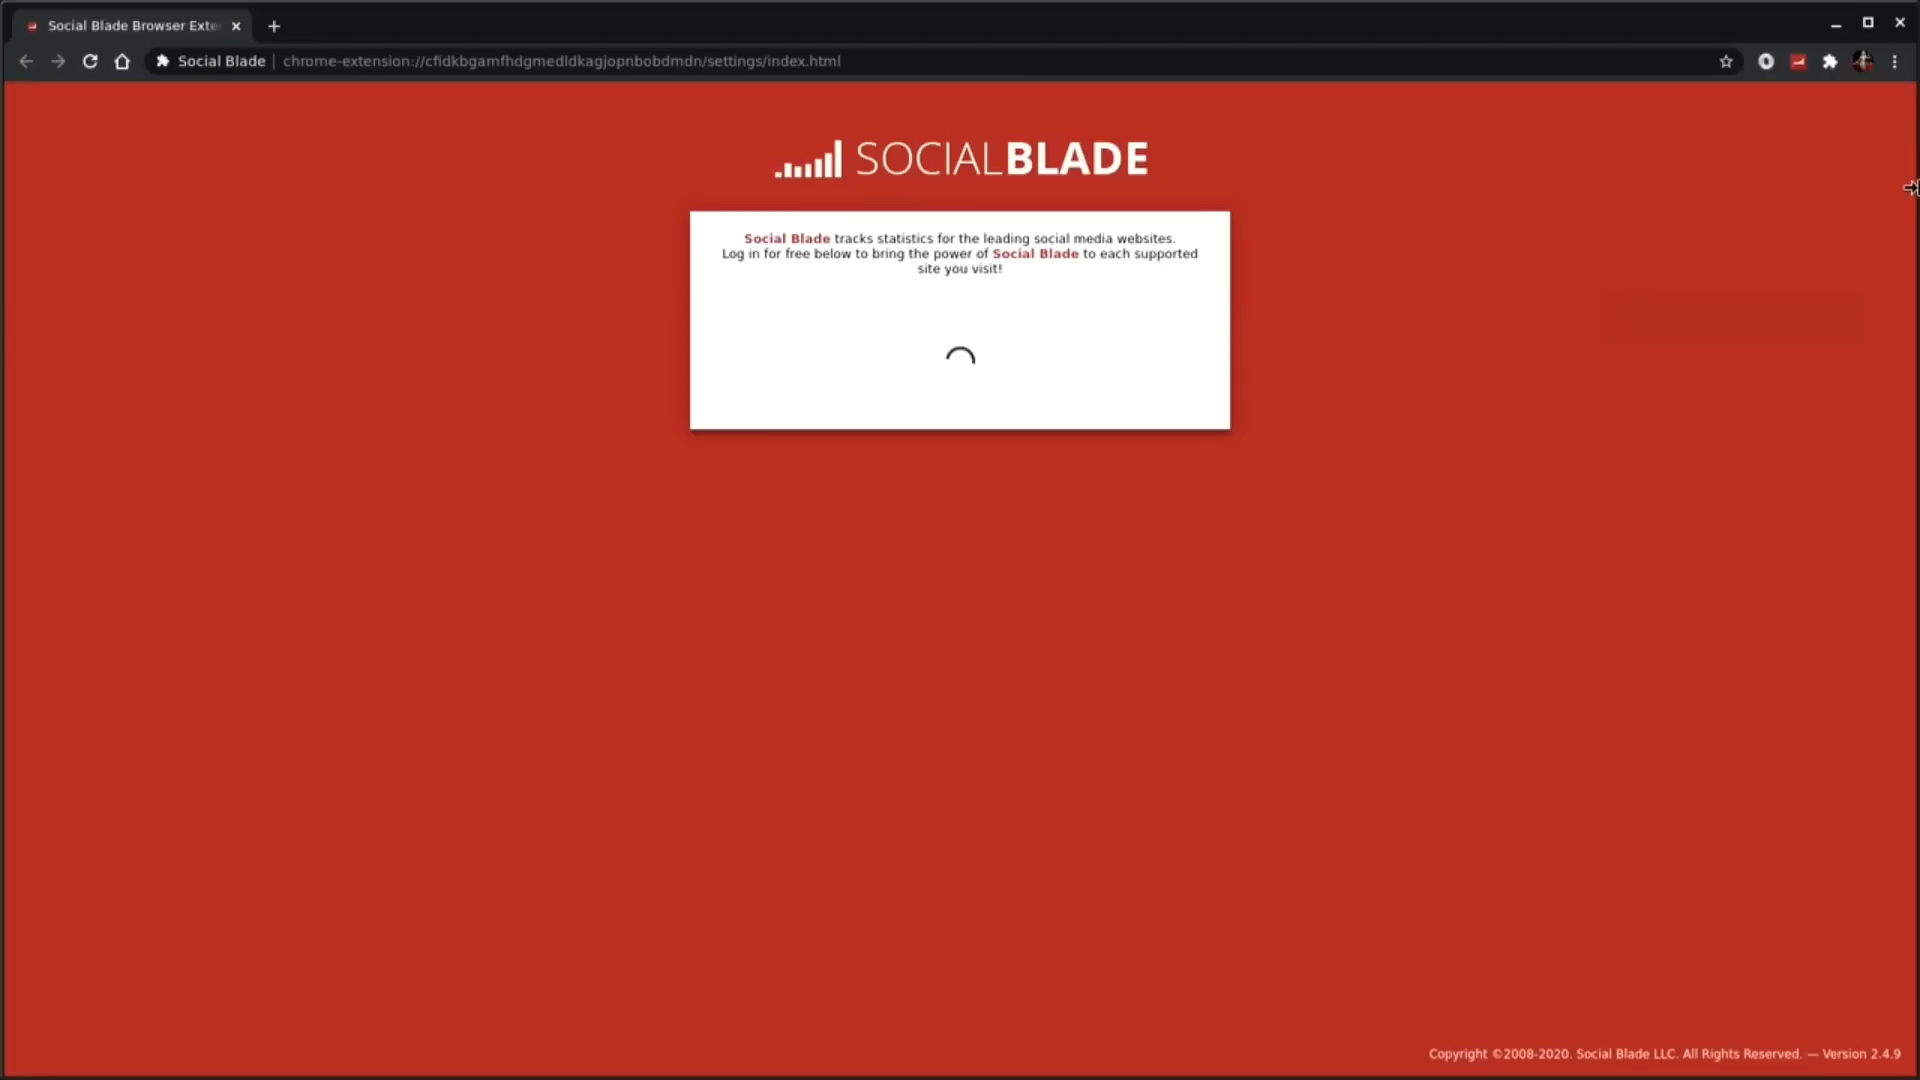 Social Blade Browser Exte
Social Blade | chrome-extension://cfidkbgamfhdgmedldkagjopnbobdmdn/settings/index.html
SOCIALBLADE
Social Blade tracks statistics for the leading social media websites.
Log in for free below to bring the power of Social Blade to each supported
site you visit!
Copyright ©2008-2020. Social Blade LLC. All Rights Reserved. — Version 2.4.9